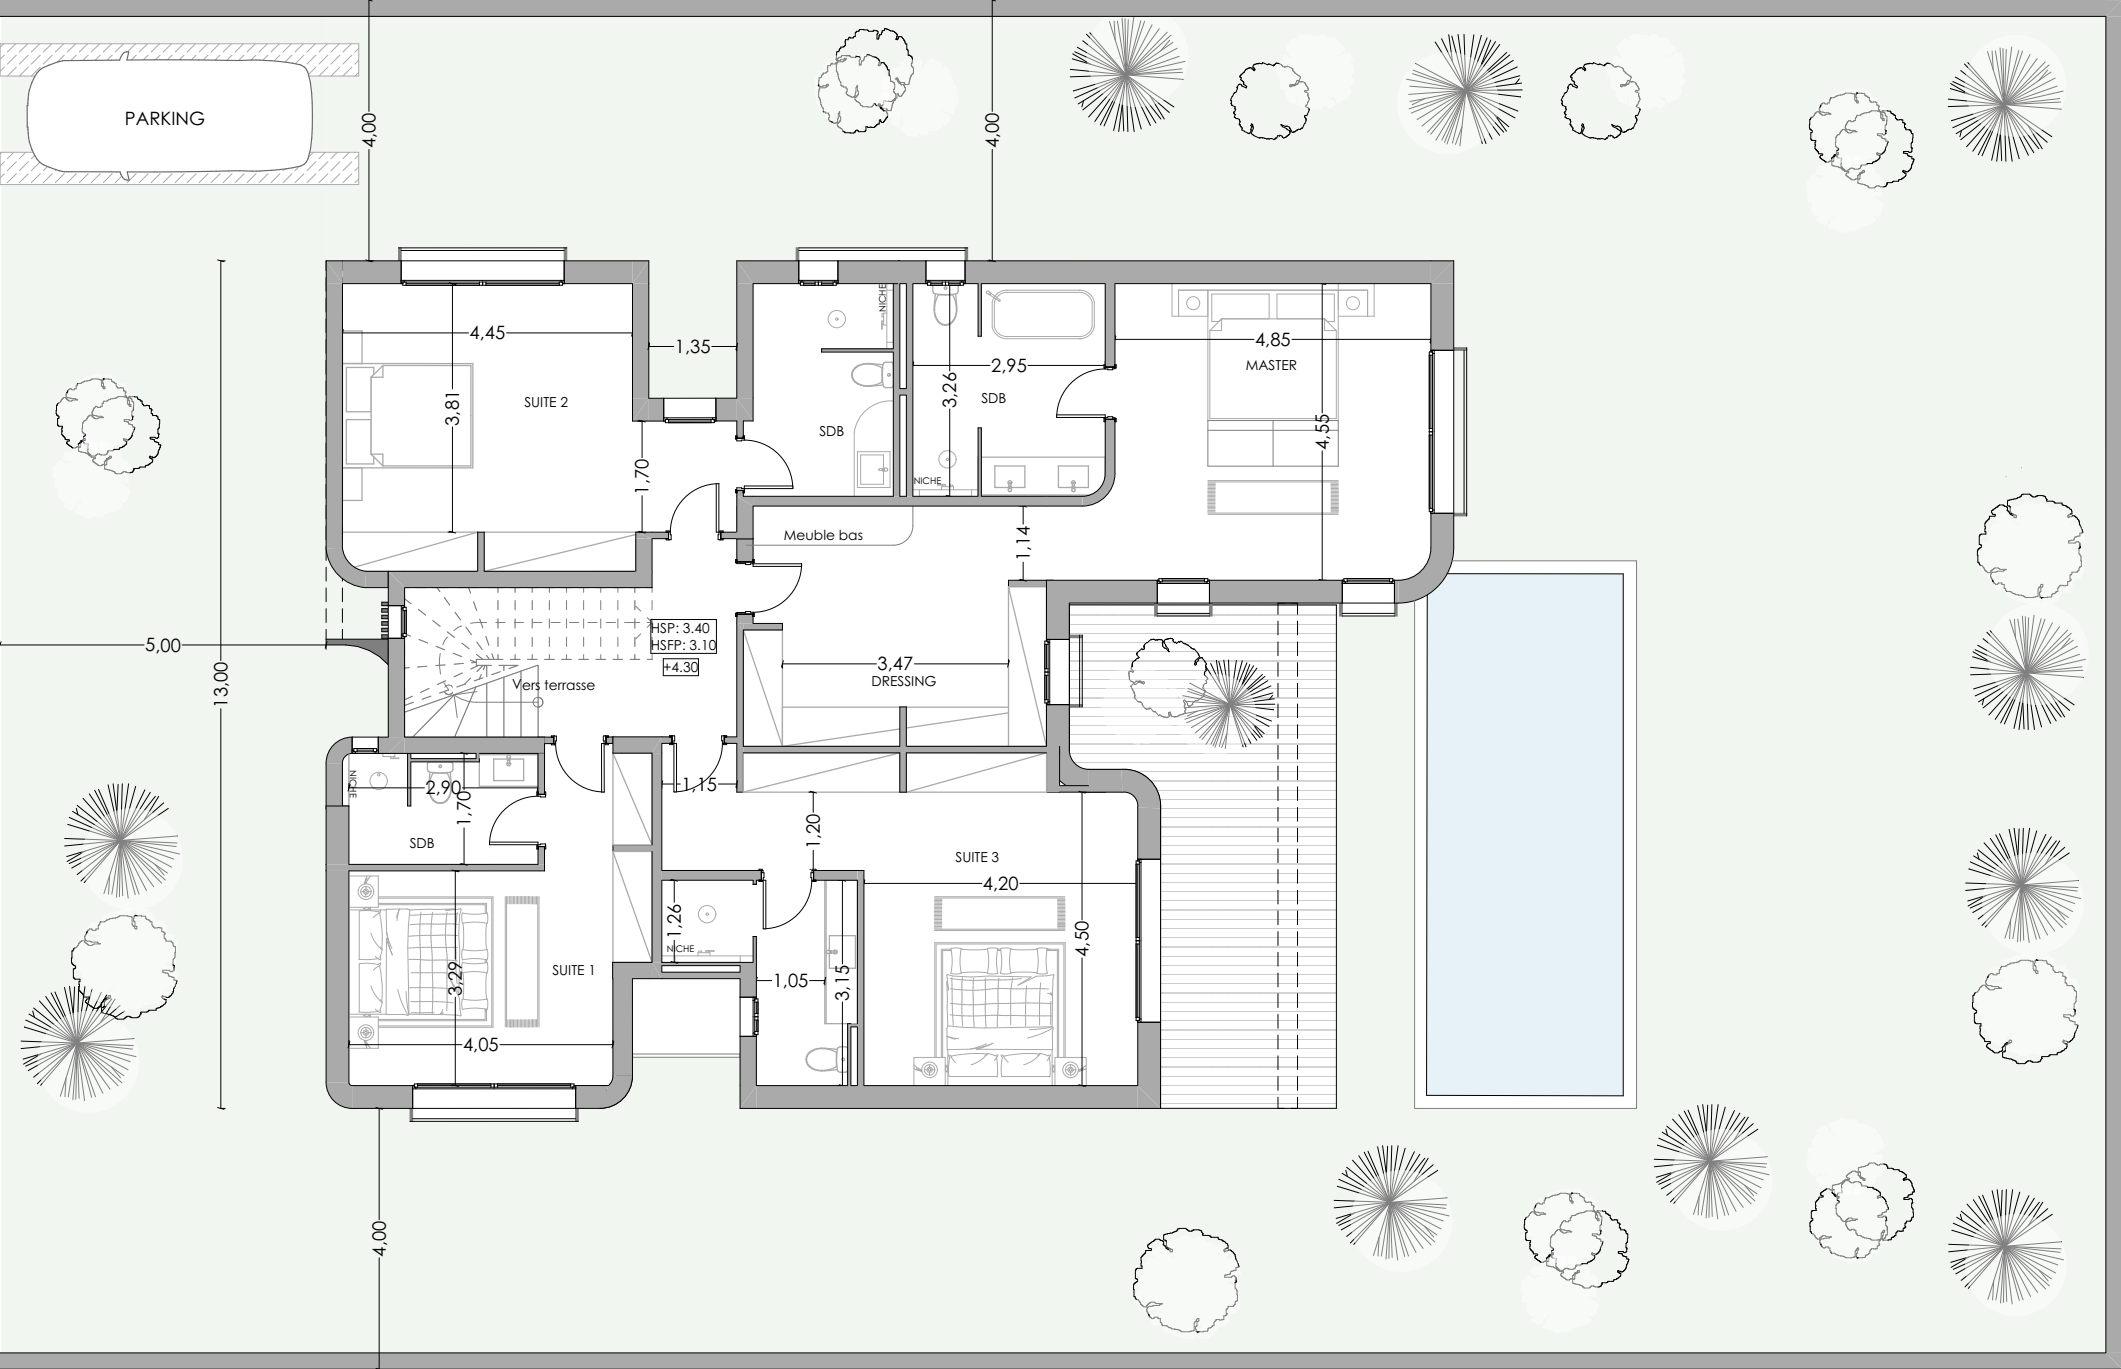 4,00
4,00
PARKING
NICHE
4,45
1,35
4,85
2,95
MASTER
3,26
SDB
3,81
SUITE 2
SDB
4,55
1,70
NICHE
Meuble bas
1,14
HSP: 3.40
HSFP: 3.10
5,00
13,00
+4.30
3,47
DRESSING
Vers terrasse
NICHE
2,90
1,70
1,15
SDB
1,20
SUITE 3
4,20
1,26
NICHE
4,50
3,29
SUITE 1
1,05
3,15
4,05
4,00